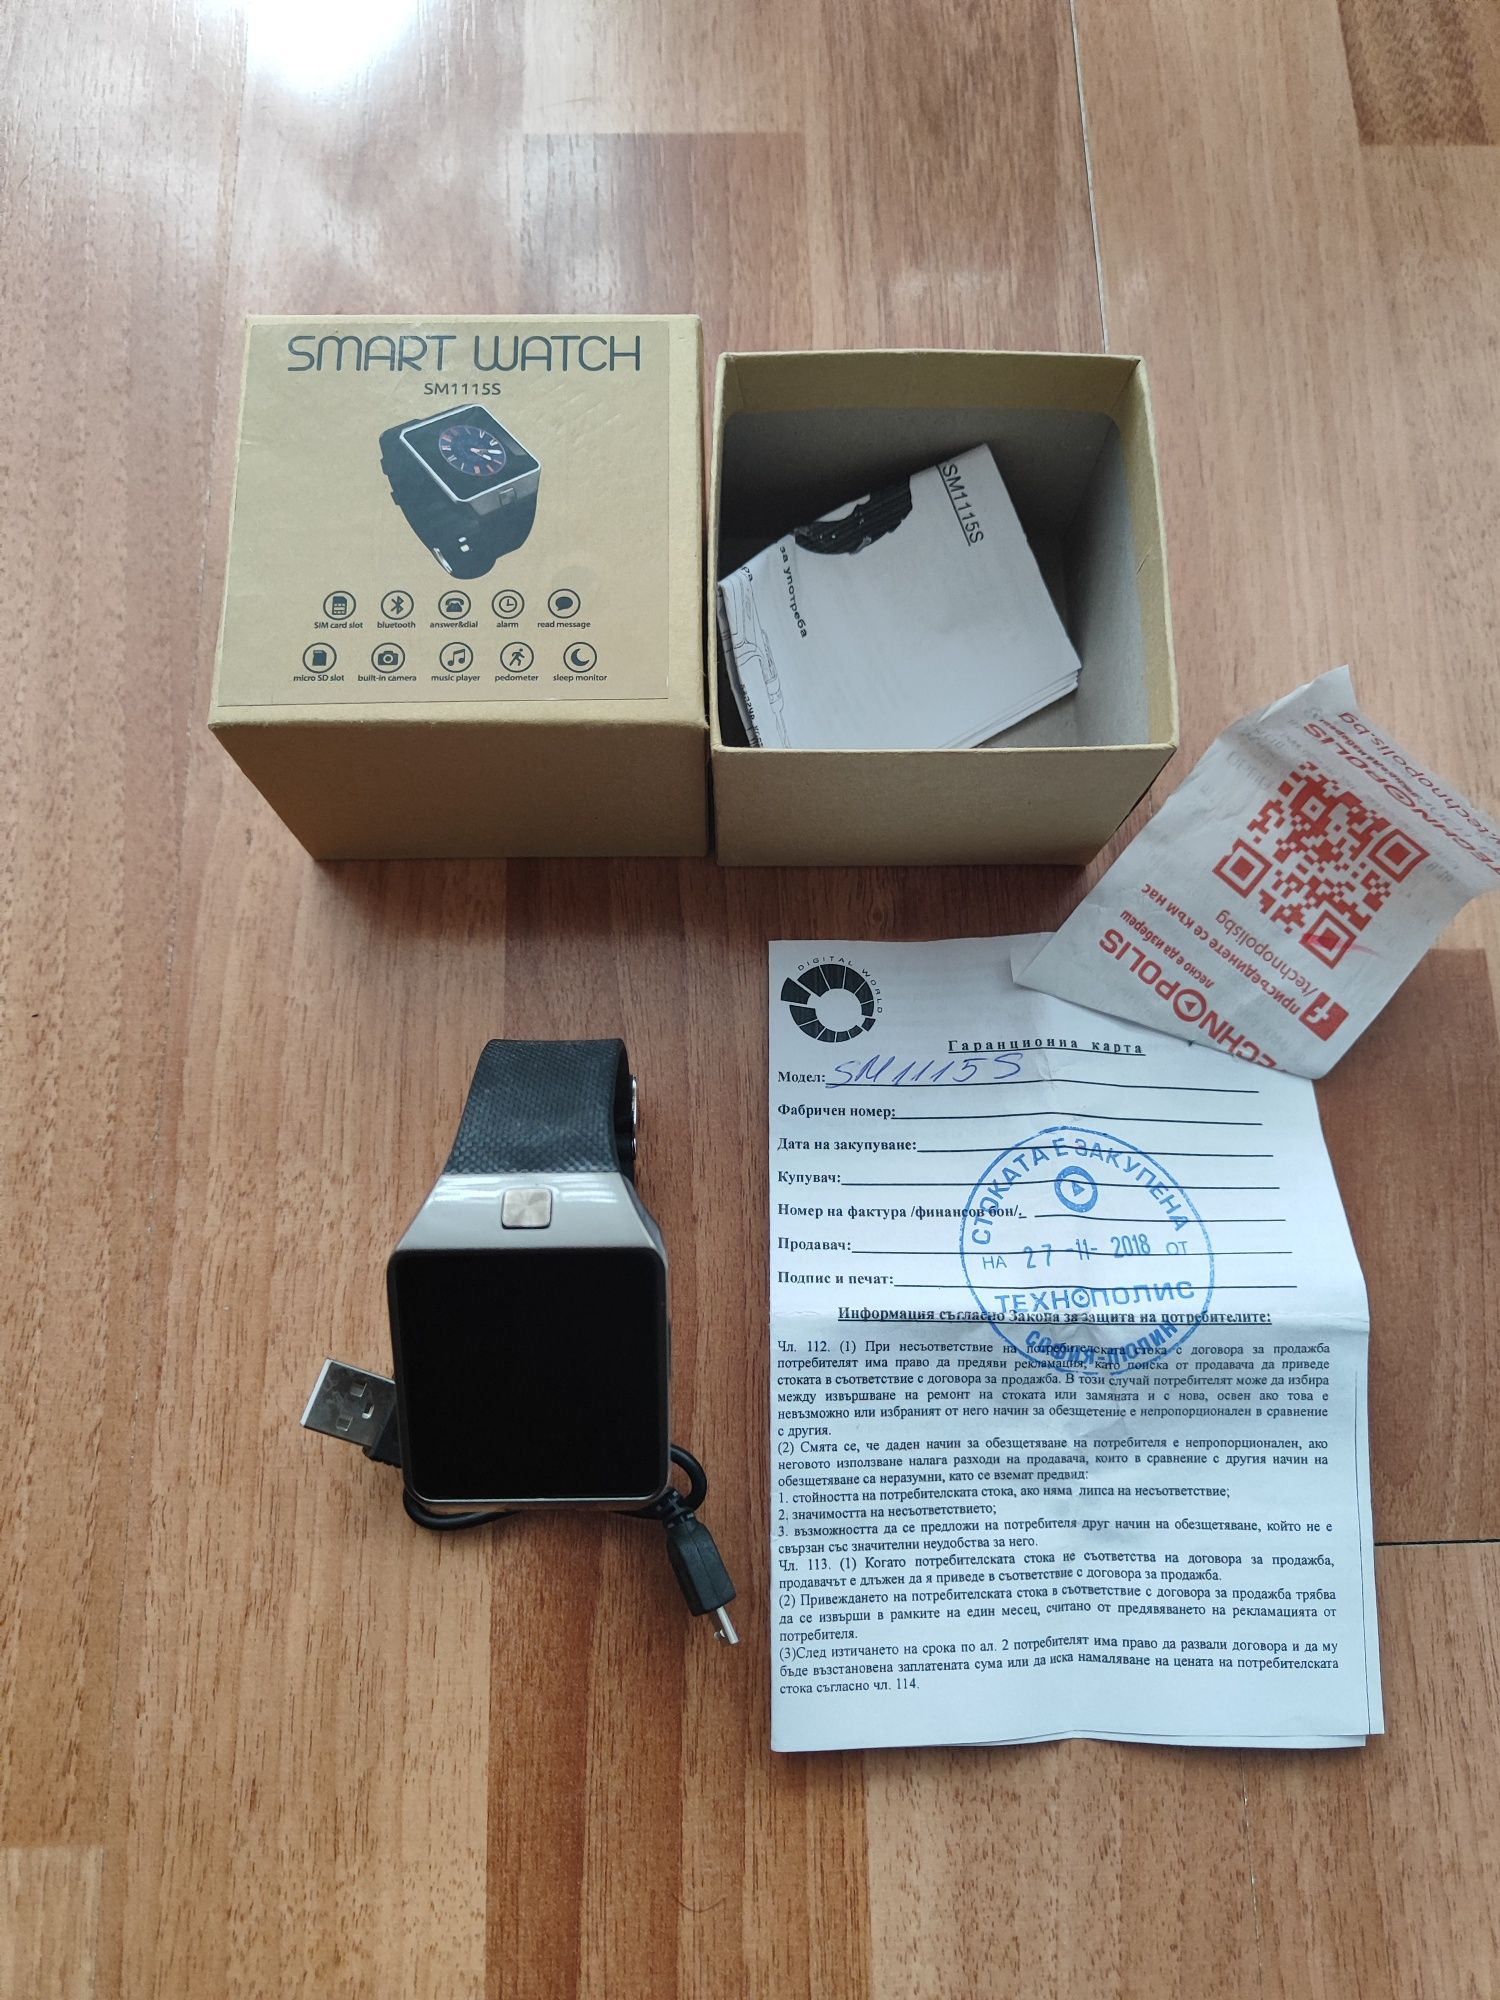 SMART WATCH
SM1115S
SIM card slot bluetooth answer&dial alarm read message
micro SD slot built-in camera music player pedometer sleep monitor
SM1115S
за употреба
TECHNOPOLIS
technopolis.bg
TECHNOPOLIS
лесно е да избереш
присъединете се към нас
/technopolisbg
DIGITAL WORLD
Гаранционна карта
Модел: SM1115S
Фабричен номер:
Дата на закупуване:
Купувач:
Номер на фактура /финансов бон/:
Продавач:
Подпис и печат:
СТОКАТА Е ЗАКУПЕНА
НА 27-11-2018 ОТ
ТЕХНОПОЛИС
СОФИЯ-ЛЮЛИН
Информация съгласно Закона за защита на потребителите:
Чл. 112. (1) При несъответствие на потребителската стока с договора за продажба
потребителят има право да предяви рекламация, като поиска от продавача да приведе
стоката в съответствие с договора за продажба. В този случай потребителят може да избира
между извършване на ремонт на стоката или замяната и с нова, освен ако това е
невъзможно или избраният от него начин за обезщетение е непропорционален в сравнение
с другия.
(2) Смята се, че даден начин за обезщетяване на потребителя е непропорционален, ако
неговото използване налага разходи на продавача, които в сравнение с другия начин на
обезщетяване са неразумни, като се вземат предвид:
1. стойността на потребителската стока, ако няма липса на несъответствие;
2. значимостта на несъответствието;
3. възможността да се предложи на потребителя друг начин на обезщетяване, който не е
свързан със значителни неудобства за него.
Чл. 113. (1) Когато потребителската стока не съответства на договора за продажба,
продавачът е длъжен да я приведе в съответствие с договора за продажба.
(2) Привеждането на потребителската стока в съответствие с договора за продажба трябва
да се извърши в рамките на един месец, считано от предявяването на рекламацията от
потребителя.
(3)След изтичането на срока по ал. 2 потребителят има право да развали договора и да му
бъде възстановена заплатената сума или да иска намаляване на цената на потребителската
стока съгласно чл. 114.